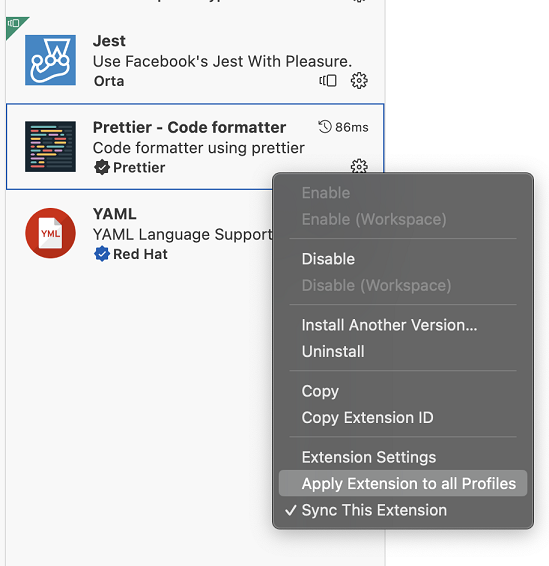 Jest
Use Facebook's Jest With Pleasure.
Orta
Prettier - Code formatter
86ms
Code formatter using prettier
Prettier
YML
YAML
YAML Language Support
Red Hat
Enable
Enable (Workspace)
Disable
Disable (Workspace)
Install Another Version...
Uninstall
Copy
Copy Extension ID
Extension Settings
Apply Extension to all Profiles
✓ Sync This Extension